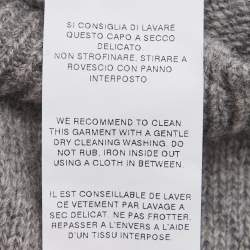 SI CONSIGLIA DI LAVARE
QUESTO CAPO A SECCO
DELICATO
NON STROFINARE, STIRARE A
ROVESCIO CON PANNO
INTERPOSTO
WE RECOMMEND TO CLEAN
THIS GARMENT WITH A GENTLE
DRY CLEANING WASHING. DO
NOT RUB, IRON INSIDE OUT
USING A CLOTH IN BETWEEN.
IL EST CONSEILLABLE DE LAVER
CE VETEMENT PAR LAVAGE A
SEC DELICAT. NE PAS FROTTER.
REPASSER A L'ENVERS A L'AIDE
D'UN TISSU INTERPOSE.